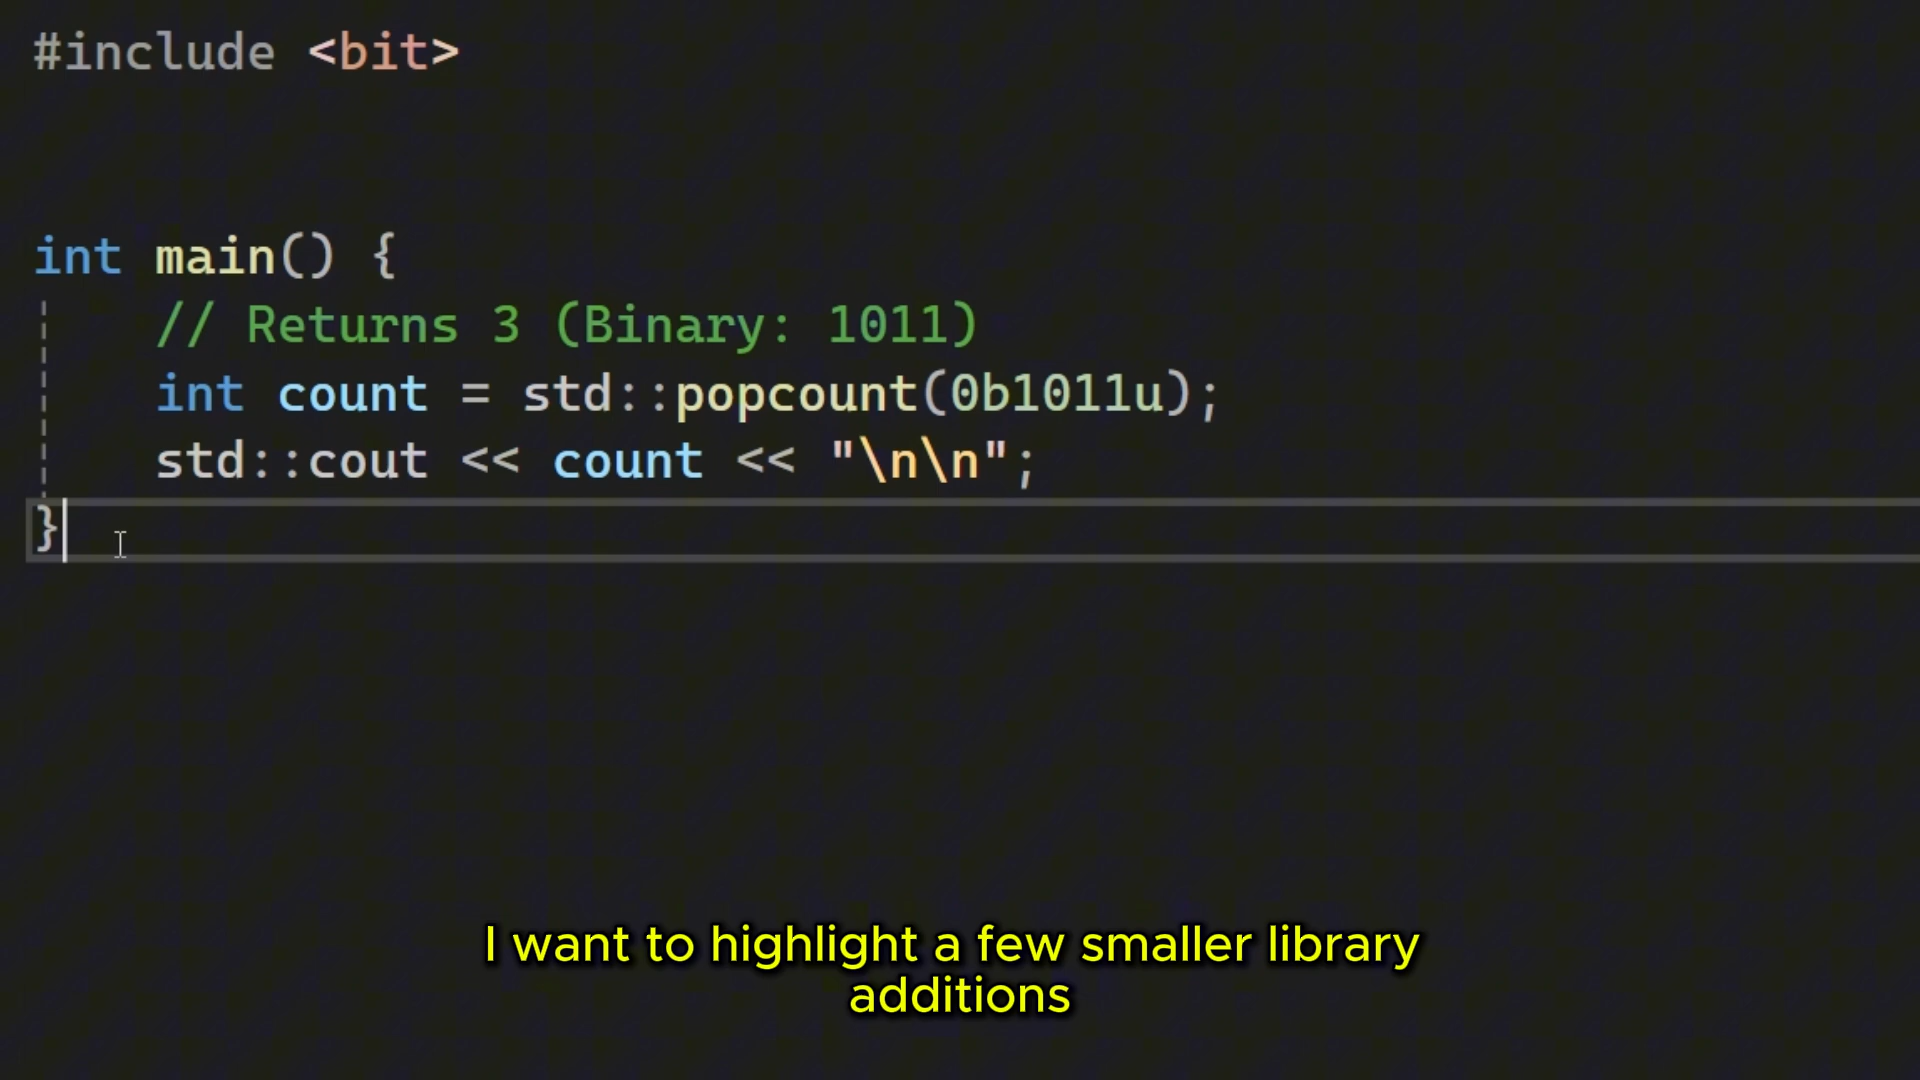 #include <bit>
int main() {
// Returns 3 (Binary: 1011)
int count = std::popcount(0b1011u);
std::cout << count << "\n\n";
}
I want to highlight a few smaller library
additions